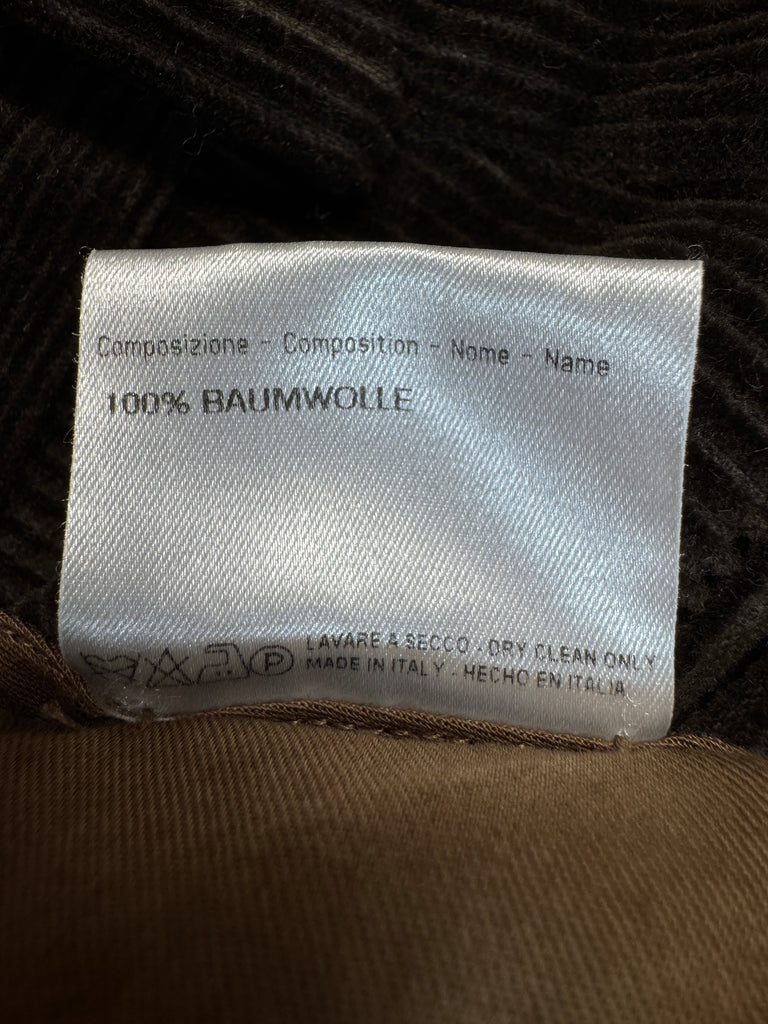 Composizione - Composition - Nome - Name
100% BAUMWOLLE
LAVARE A SECCO - DRY CLEAN ONLY
P MADE IN ITALY - HECHO EN ITALIA